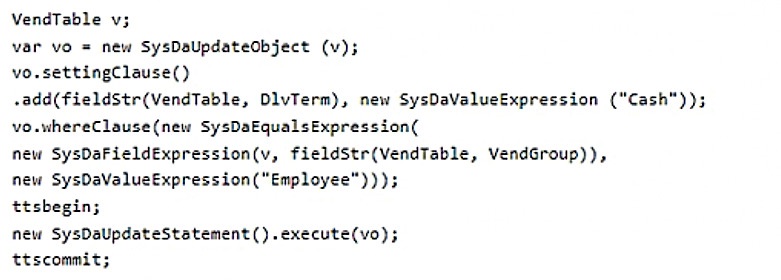 VendTable v;
var vo = new SysDaUpdateObject (v);
vo.settingClause()
.add(fieldStr(VendTable, DlvTerm), new SysDaValueExpression ("Cash"));
vo.whereClause(new SysDaEqualsExpression(
new SysDaFieldExpression(v, fieldStr(VendTable, VendGroup)),
new SysDaValueExpression("Employee")));
ttsbegin;
new SysDaUpdateStatement().execute(vo);
ttscommit;